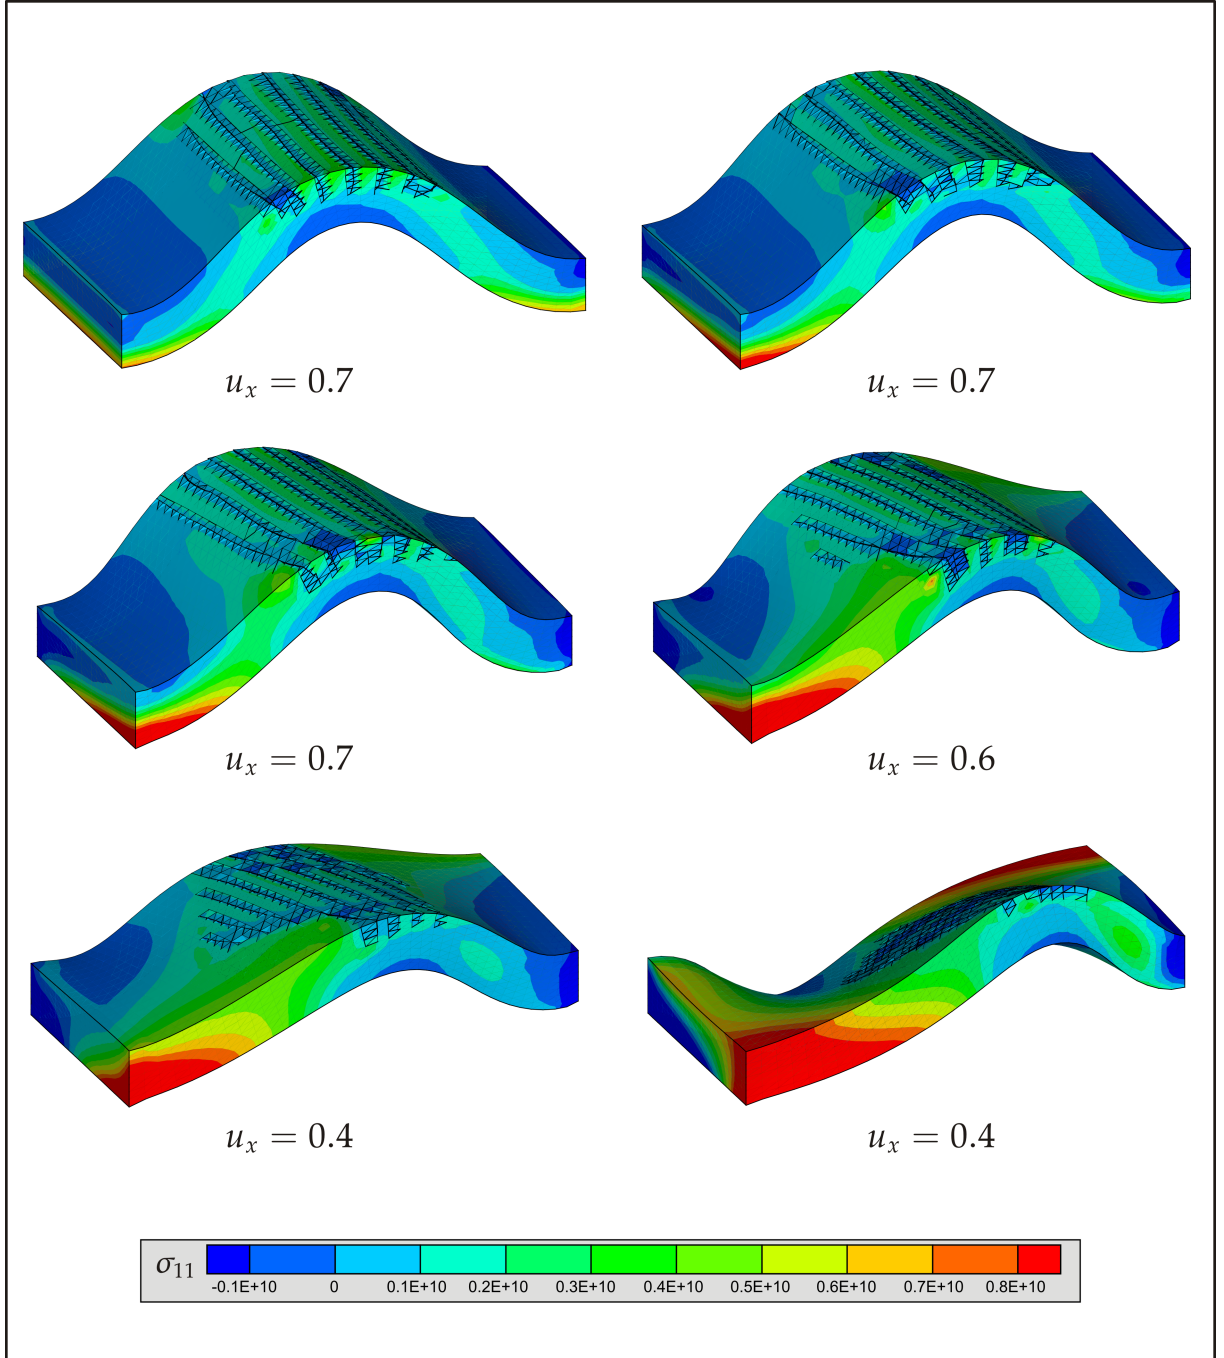 u_x = 0.7 u_x = 0.7
u_x = 0.7 u_x = 0.6
u_x = 0.4 u_x = 0.4
σ₁₁
-0.1E+10 0 0.1E+10 0.2E+10 0.3E+10 0.4E+10 0.5E+10 0.6E+10 0.7E+10 0.8E+10